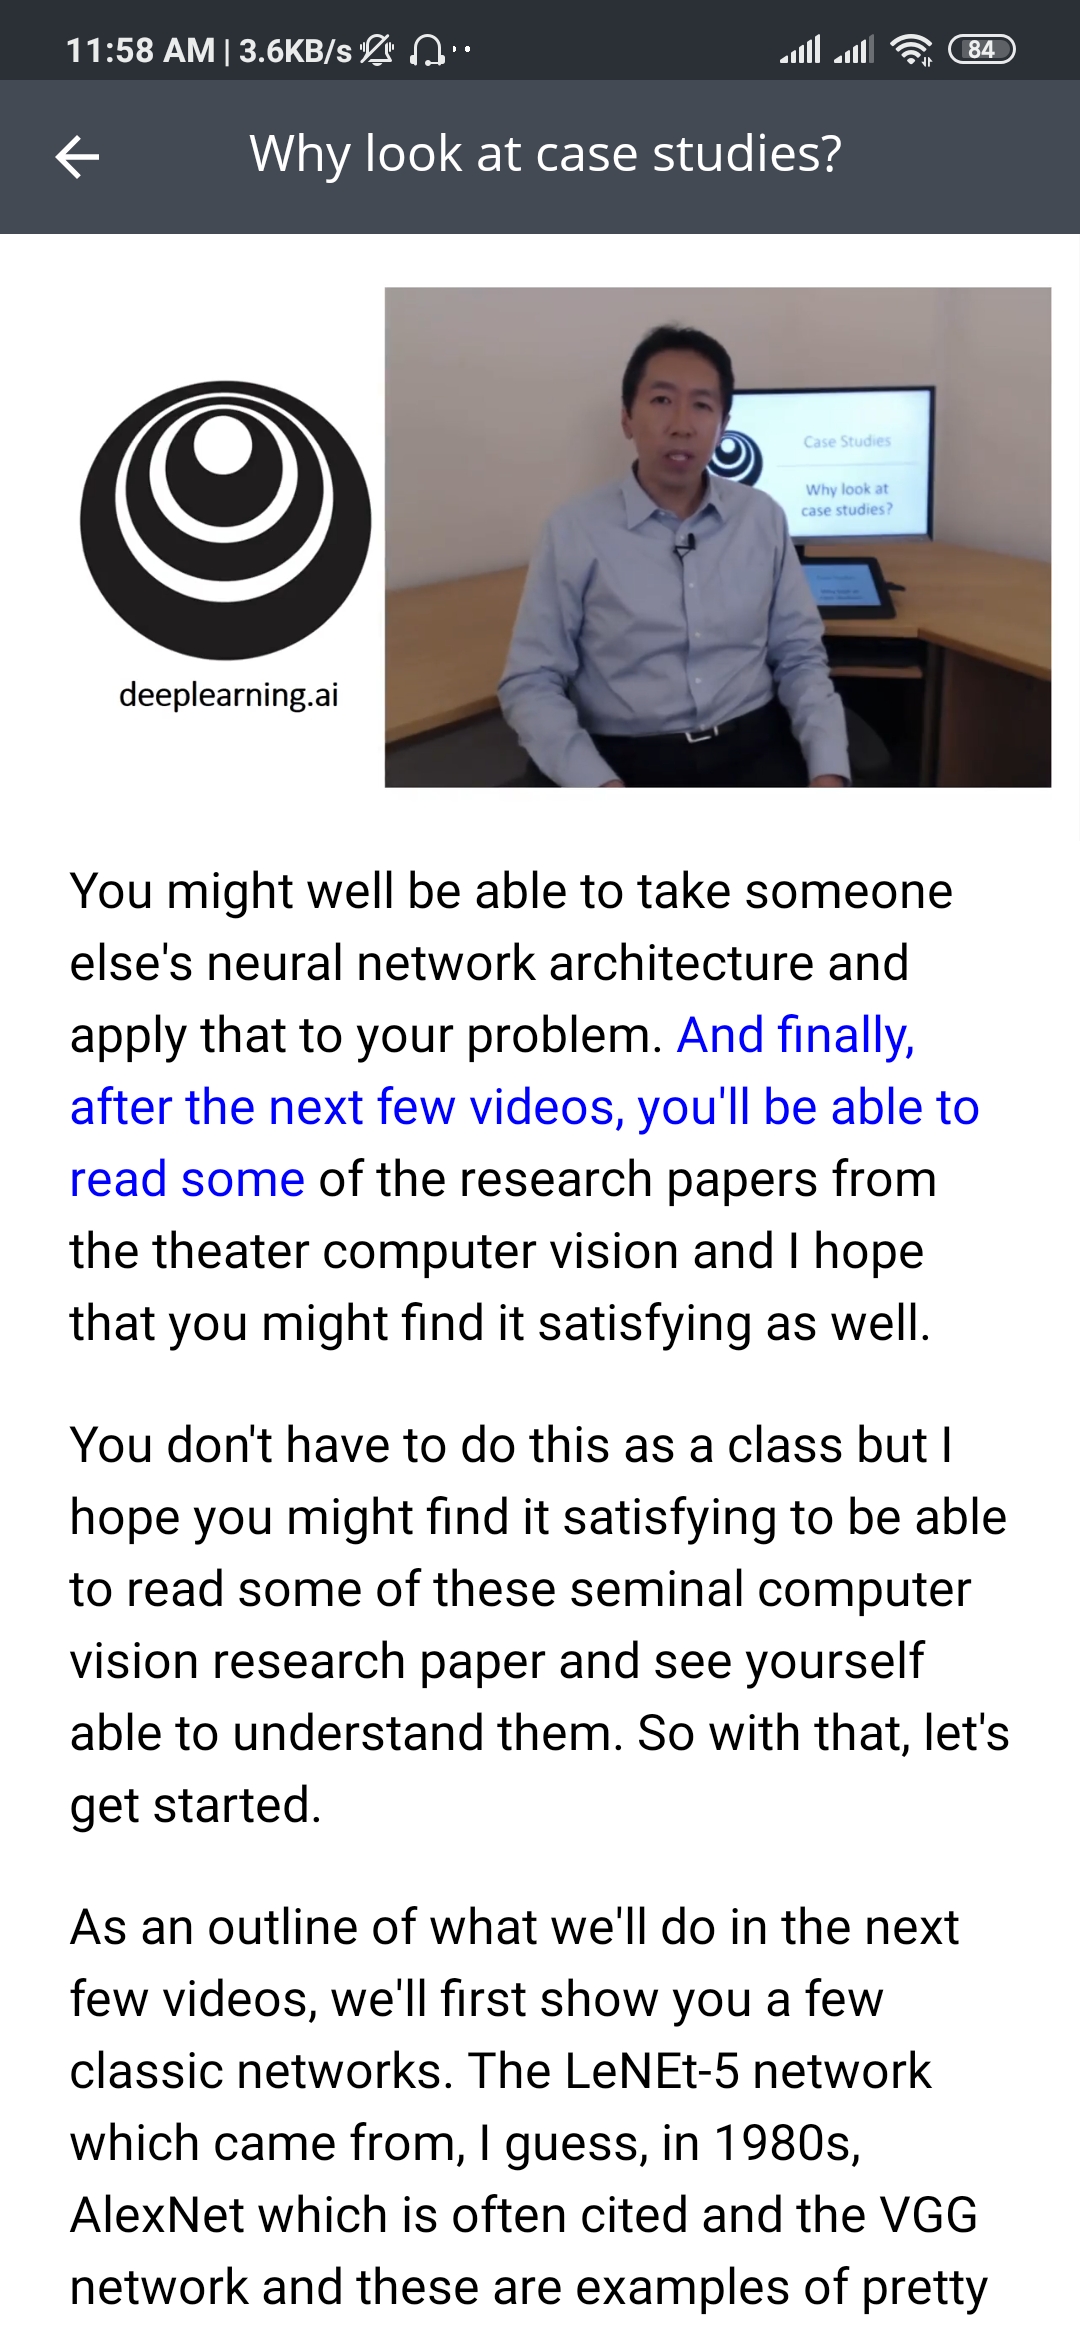 11:58 AM | 3.6KB/s
84
Why look at case studies?
Case Studies
Why look at
case studies?
deeplearning.ai
You might well be able to take someone
else's neural network architecture and
apply that to your problem. And finally,
after the next few videos, you'll be able to
read some of the research papers from
the theater computer vision and I hope
that you might find it satisfying as well.
You don't have to do this as a class but I
hope you might find it satisfying to be able
to read some of these seminal computer
vision research paper and see yourself
able to understand them. So with that, let's
get started.
As an outline of what we'll do in the next
few videos, we'll first show you a few
classic networks. The LeNEt-5 network
which came from, I guess, in 1980s,
AlexNet which is often cited and the VGG
network and these are examples of pretty